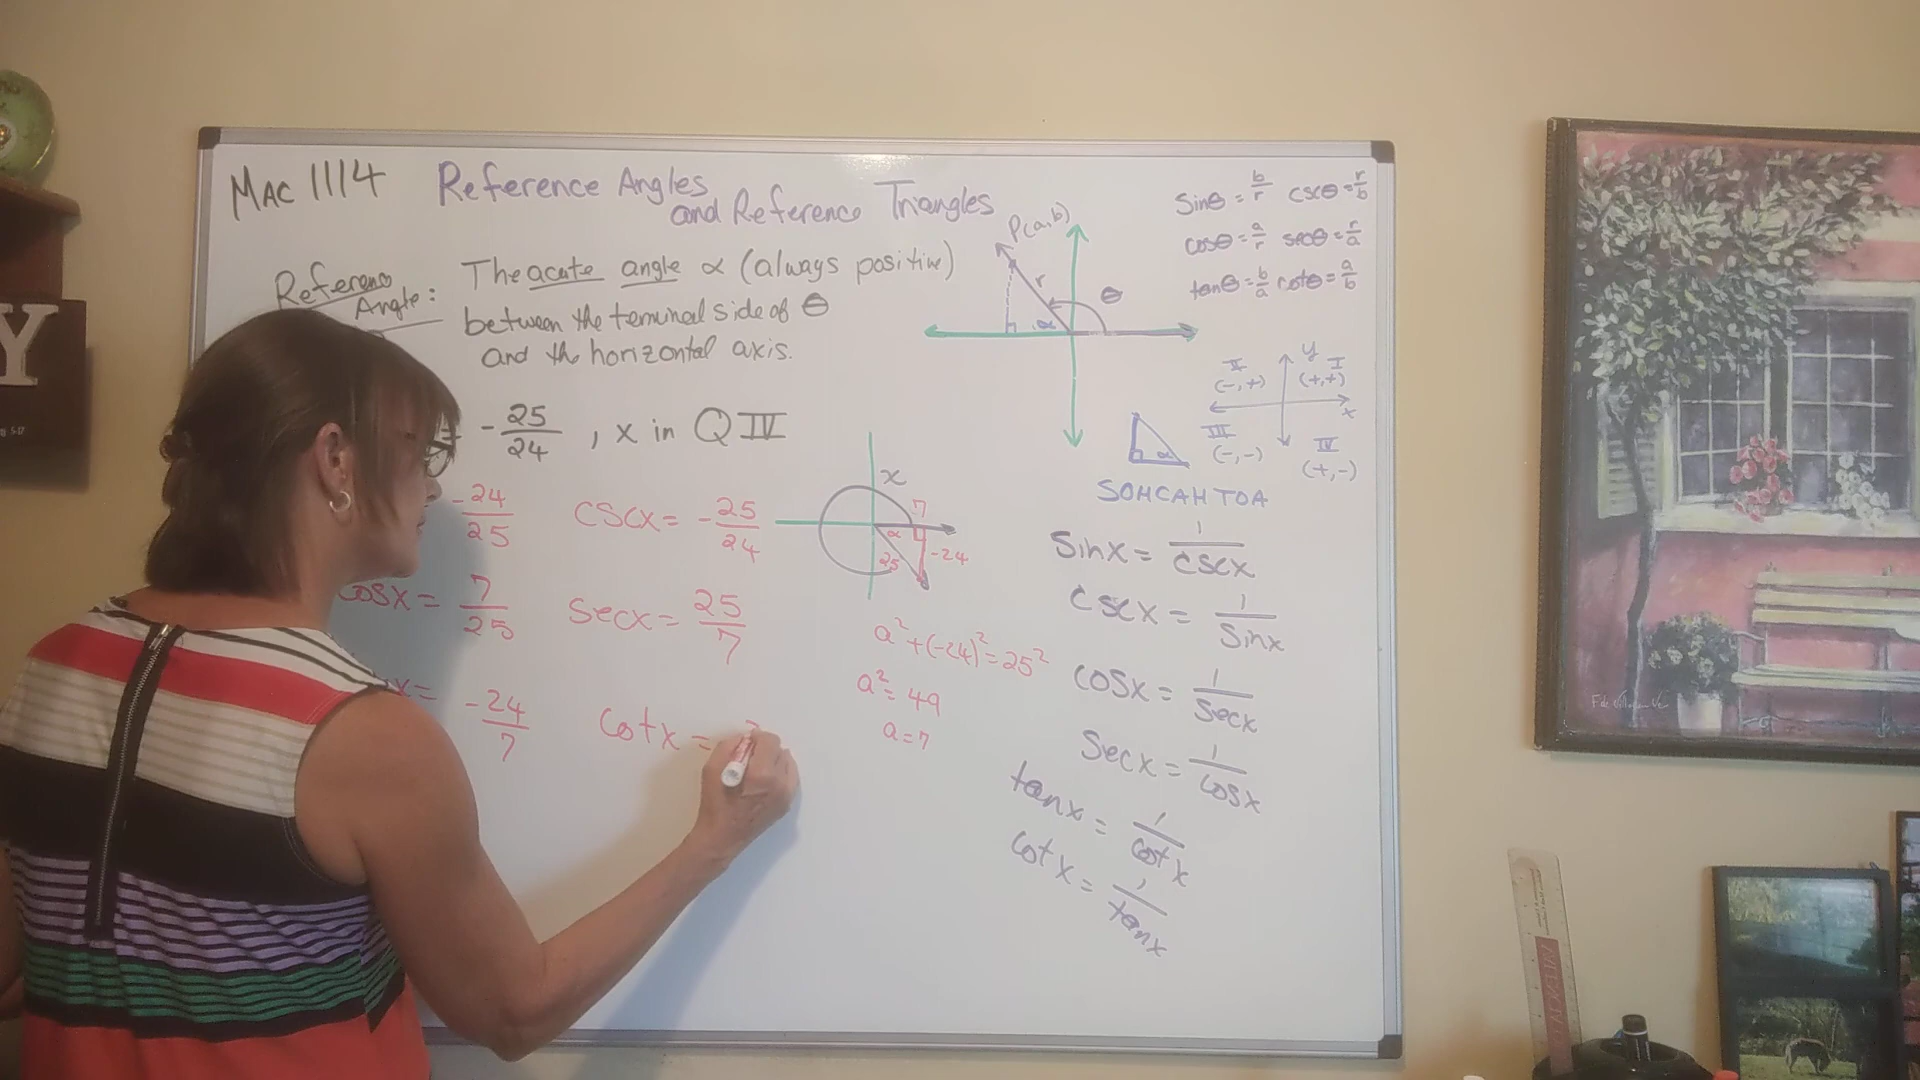 MAC 1114 Reference Angles
and Reference Triangles
Reference
Angle:
The acute angle α (always positive)
between the terminal side of θ
and the horizontal axis.
P(a,b)
r
θ
α
sinθ = b/r cscθ = r/b
cosθ = a/r secθ = r/a
tanθ = b/a cotθ = a/b
y
II I
(-,+) (+,+)
x
III IV
(-,-) (+,-)
α
SOHCAHTOA
= -25/24 , x in Q IV
-24/25 cscx = -25/24
cosx = 7/25 secx = 25/7
x = -24/7 cotx =
x
7
α
25
-24
a² + (-24)² = 25²
a² = 49
a = 7
sinx = 1/cscx
cscx = 1/sinx
cosx = 1/secx
secx = 1/cosx
tanx = 1/cotx
cotx = 1/tanx
Y
WESTCOTT